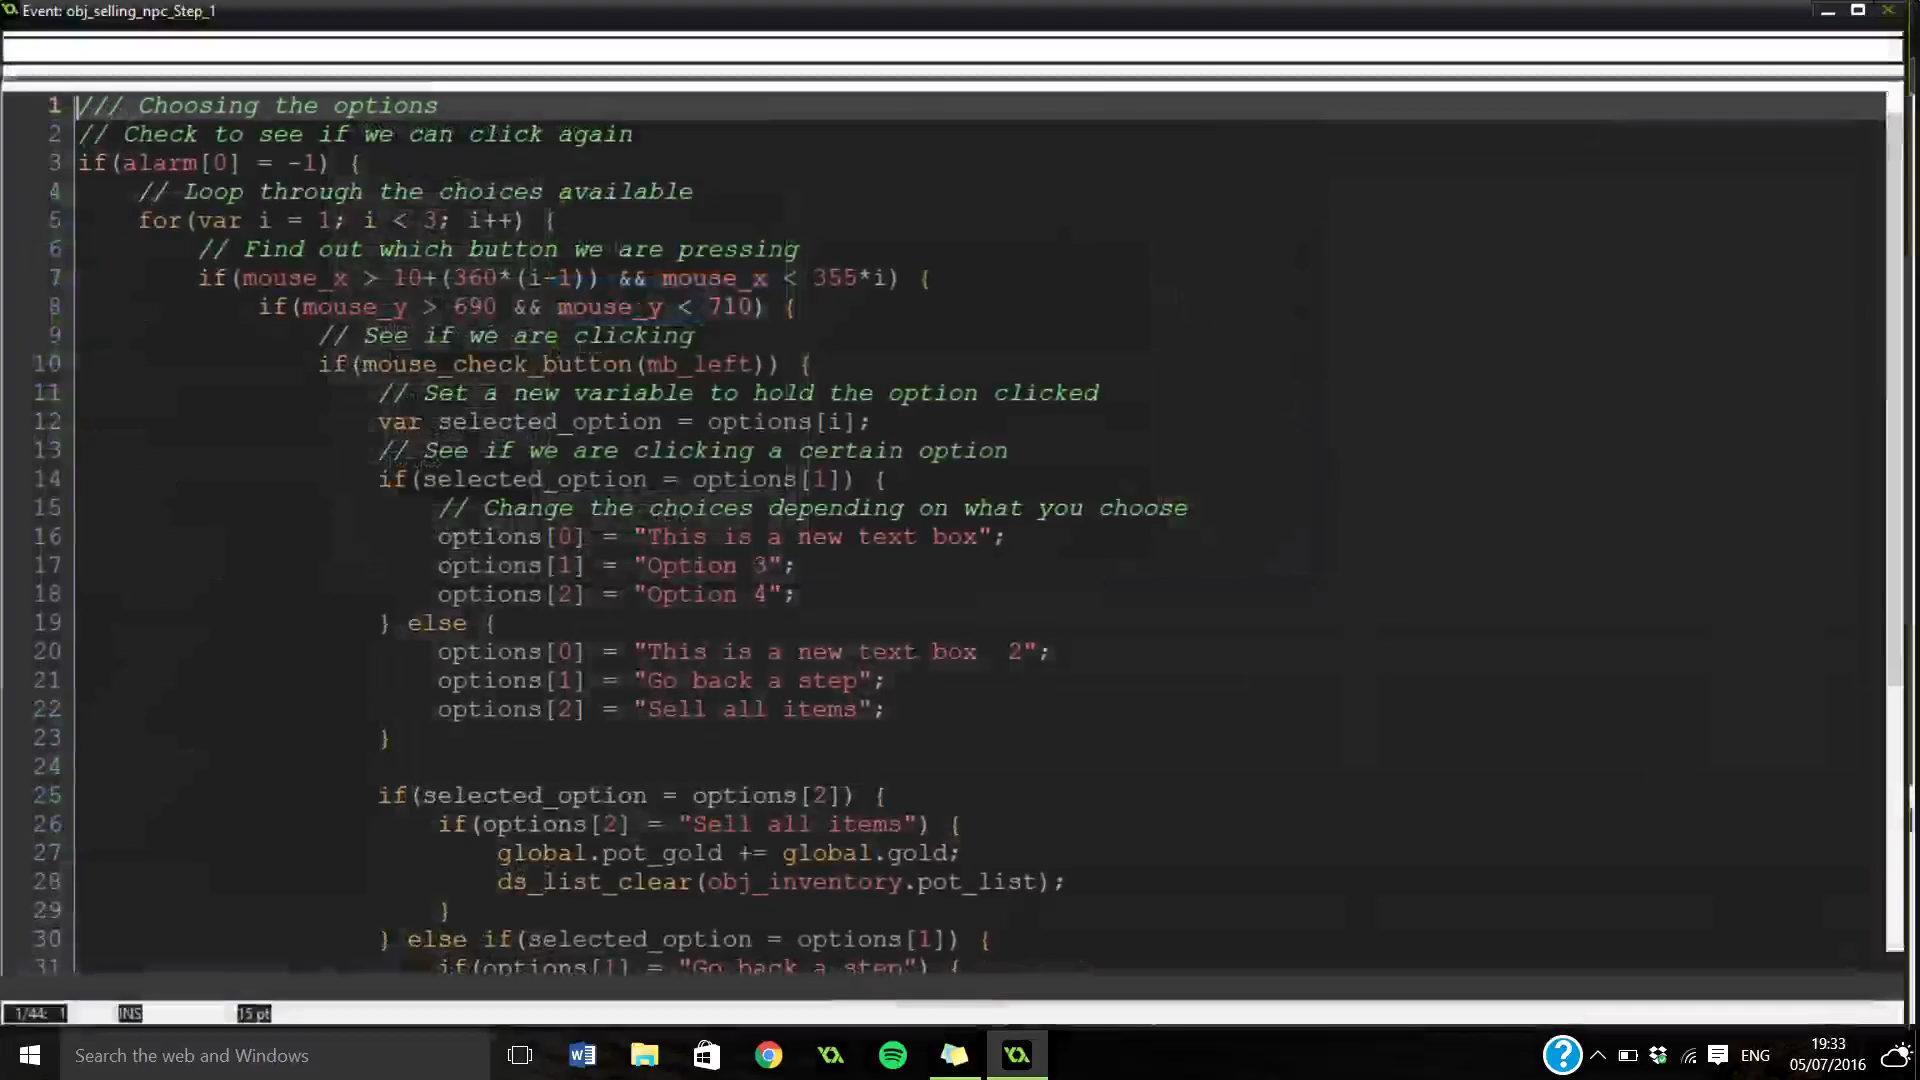 Event: obj_selling_npc_Step_1
1 /// Choosing the options
2 // Check to see if we can click again
3 if(alarm[0] = -1) {
4 // Loop through the choices available
5 for(var i = 1; i < 3; i++) {
6 // Find out which button we are pressing
7 if(mouse_x > 10+(360*(i-1)) && mouse_x < 355*i) {
8 if(mouse_y > 690 && mouse_y < 710) {
9 // See if we are clicking
10 if(mouse_check_button(mb_left)) {
11 // Set a new variable to hold the option clicked
12 var selected_option = options[i];
13 // See if we are clicking a certain option
14 if(selected_option = options[1]) {
15 // Change the choices depending on what you choose
16 options[0] = "This is a new text box";
17 options[1] = "Option 3";
18 options[2] = "Option 4";
19 } else {
20 options[0] = "This is a new text box  2";
21 options[1] = "Go back a step";
22 options[2] = "Sell all items";
23 }
24
25 if(selected_option = options[2]) {
26 if(options[2] = "Sell all items") {
27 global.pot_gold += global.gold;
28 ds_list_clear(obj_inventory.pot_list);
29 }
30 } else if(selected_option = options[1]) {
31 if(options[1] = "Go back a step") {
1/44: 1 INS 15 pt
Search the web and Windows
ENG
19:33
05/07/2016